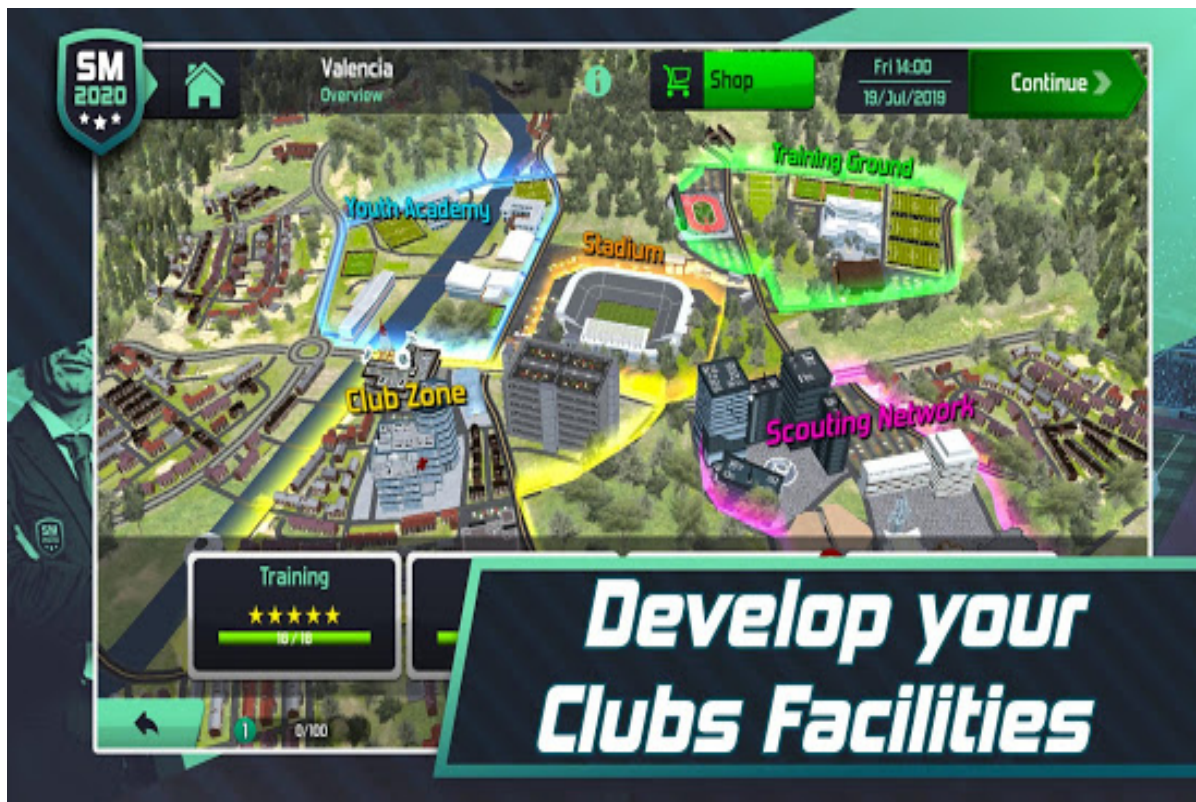 SM
2020
Valencia
Overview
i
Shop
Fri 14:00
19/Jul/2019
Continue
Training Ground
Youth Academy
Stadium
Club Zone
Scouting Network
SM
Training
18/18
1
0/100
Develop your
Clubs Facilities